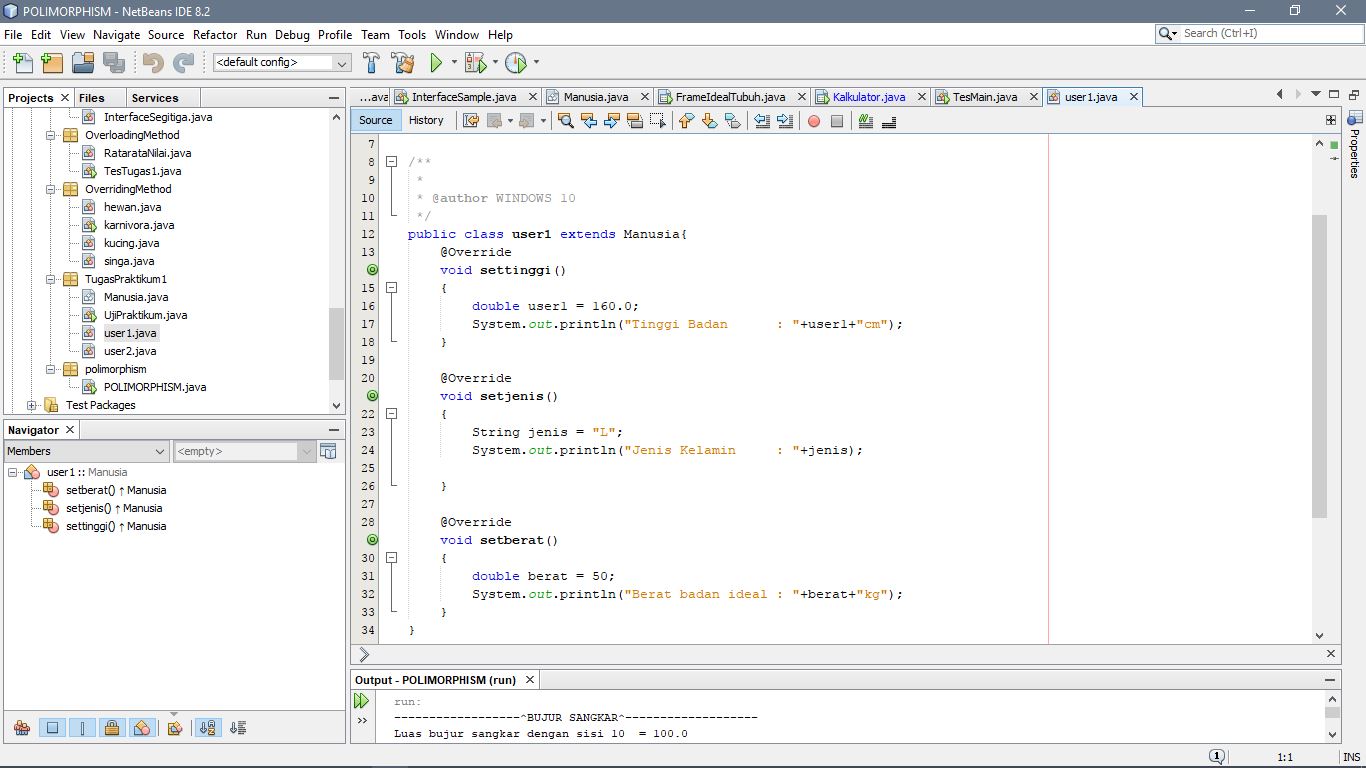 POLIMORPHISM - NetBeans IDE 8.2
File Edit View Navigate Source Refactor Run Debug Profile Team Tools Window Help
Search (Ctrl+I)
<default config>
Projects Files Services
InterfaceSegitiga.java
OverloadingMethod
RatarataNilai.java
TesTugas1.java
OverridingMethod
hewan.java
karnivora.java
kucing.java
singa.java
TugasPraktikum1
Manusia.java
UjiPraktikum.java
user1.java
user2.java
polimorphism
POLIMORPHISM.java
Test Packages
Navigator
Members <empty>
user1 :: Manusia
setberat() ↑ Manusia
setjenis() ↑ Manusia
settinggi() ↑ Manusia
...ava InterfaceSample.java Manusia.java FrameIdealTubuh.java Kalkulator.java TesMain.java user1.java
Source History
7
8 /**
9 *
10 * @author WINDOWS 10
11 */
12 public class user1 extends Manusia{
13 @Override
void settinggi()
15 {
16 double user1 = 160.0;
17 System.out.println("Tinggi Badan      : "+user1+"cm");
18 }
19
20 @Override
void setjenis()
22 {
23 String jenis = "L";
24 System.out.println("Jenis Kelamin     : "+jenis);
25
26 }
27
28 @Override
void setberat()
30 {
31 double berat = 50;
32 System.out.println("Berat badan ideal : "+berat+"kg");
33 }
34 }
Properties
Output - POLIMORPHISM (run)
run:
------------------^BUJUR SANGKAR^-------------------
Luas bujur sangkar dengan sisi 10  = 100.0
1 1:1 INS